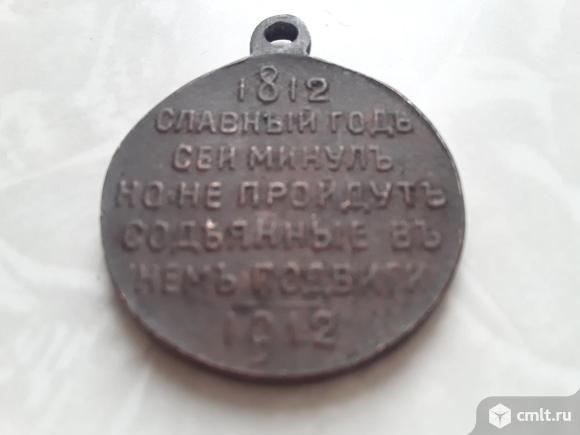 1812
СЛАВНЫЙ ГОДЪ
СЕЙ МИНУЛЪ
НО НЕ ПРОЙДУТЪ
СОДѢЯННЫЕ ВЪ
НЕМЪ ПОДВИГИ
1912
cmlt.ru